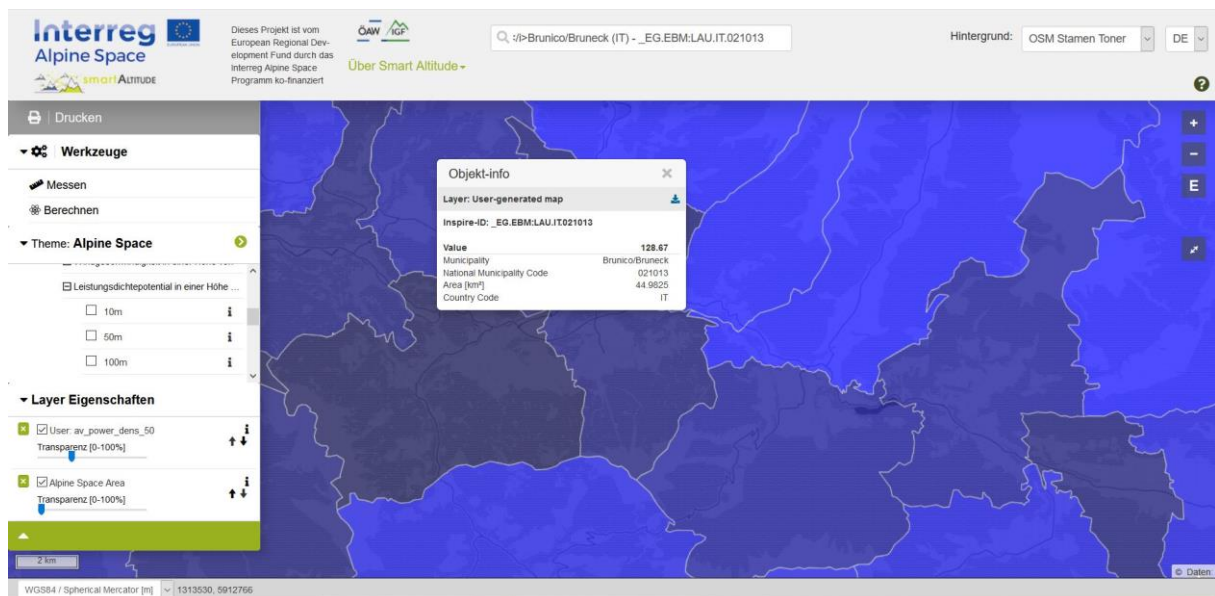 Interreg
Alpine Space
smartAltitude
Dieses Projekt ist vom
European Regional Dev-
elopment Fund durch das
Interreg Alpine Space
Programm ko-finanziert
ÖAW IGF
Über Smart Altitude
:/i>Brunico/Bruneck (IT) - _EG.EBM:LAU.IT.021013
Hintergrund: OSM Stamen Toner DE
Drucken
Werkzeuge
Messen
Berechnen
Theme: Alpine Space
Leistungsdichtepotential in einer Höhe ...
10m
50m
100m
Layer Eigenschaften
User: av_power_dens_50
Transparenz [0-100%]
Alpine Space Area
Transparenz [0-100%]
Objekt-info
Layer: User-generated map
Inspire-ID: _EG.EBM:LAU.IT.021013
Value 128.67
Municipality Brunico/Bruneck
National Municipality Code 021013
Area [km²] 44.9825
Country Code IT
E
2 km
© Daten:
WGS84 / Spherical Mercator [m] 1313530, 5912766